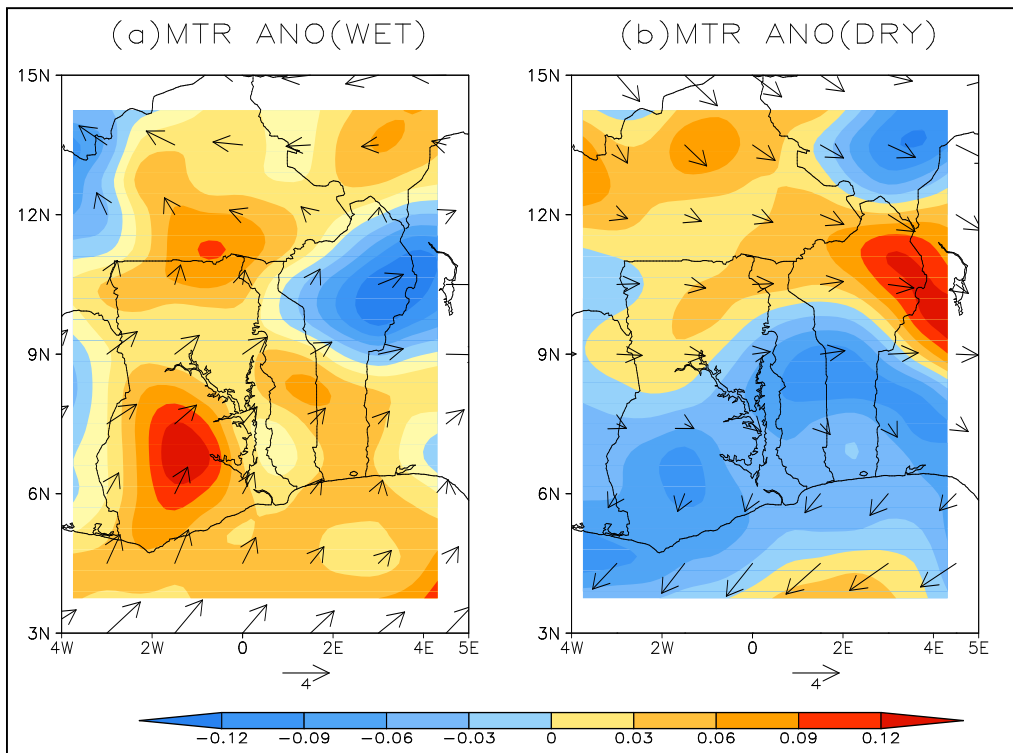 (a)MTR ANO(WET)
(b)MTR ANO(DRY)
15N
12N
9N
6N
3N
4W
2W
0
2E
4E
5E
4
15N
12N
9N
6N
3N
4W
2W
0
2E
4E
5E
4
−0.12
−0.09
−0.06
−0.03
0
0.03
0.06
0.09
0.12